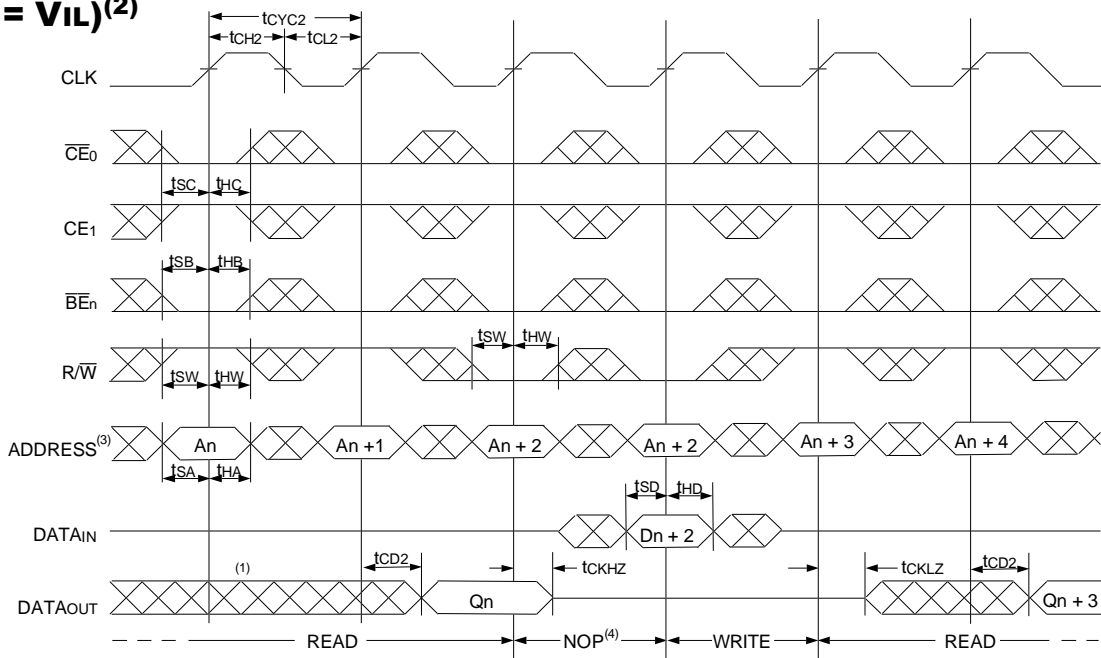 = VIL)(2)
tCYC2
tCH2 tCL2
CLK
CE0
tSC tHC
CE1
tSB tHB
BEn
tSW tHW
R/W
tSW tHW
ADDRESS(3) An An +1 An + 2 An + 2 An + 3 An + 4
tSA tHA
tSD tHD
DATAIN Dn + 2
(1) tCD2 tCKHZ tCKLZ tCD2
DATAOUT Qn Qn + 3
READ NOP(4) WRITE READ